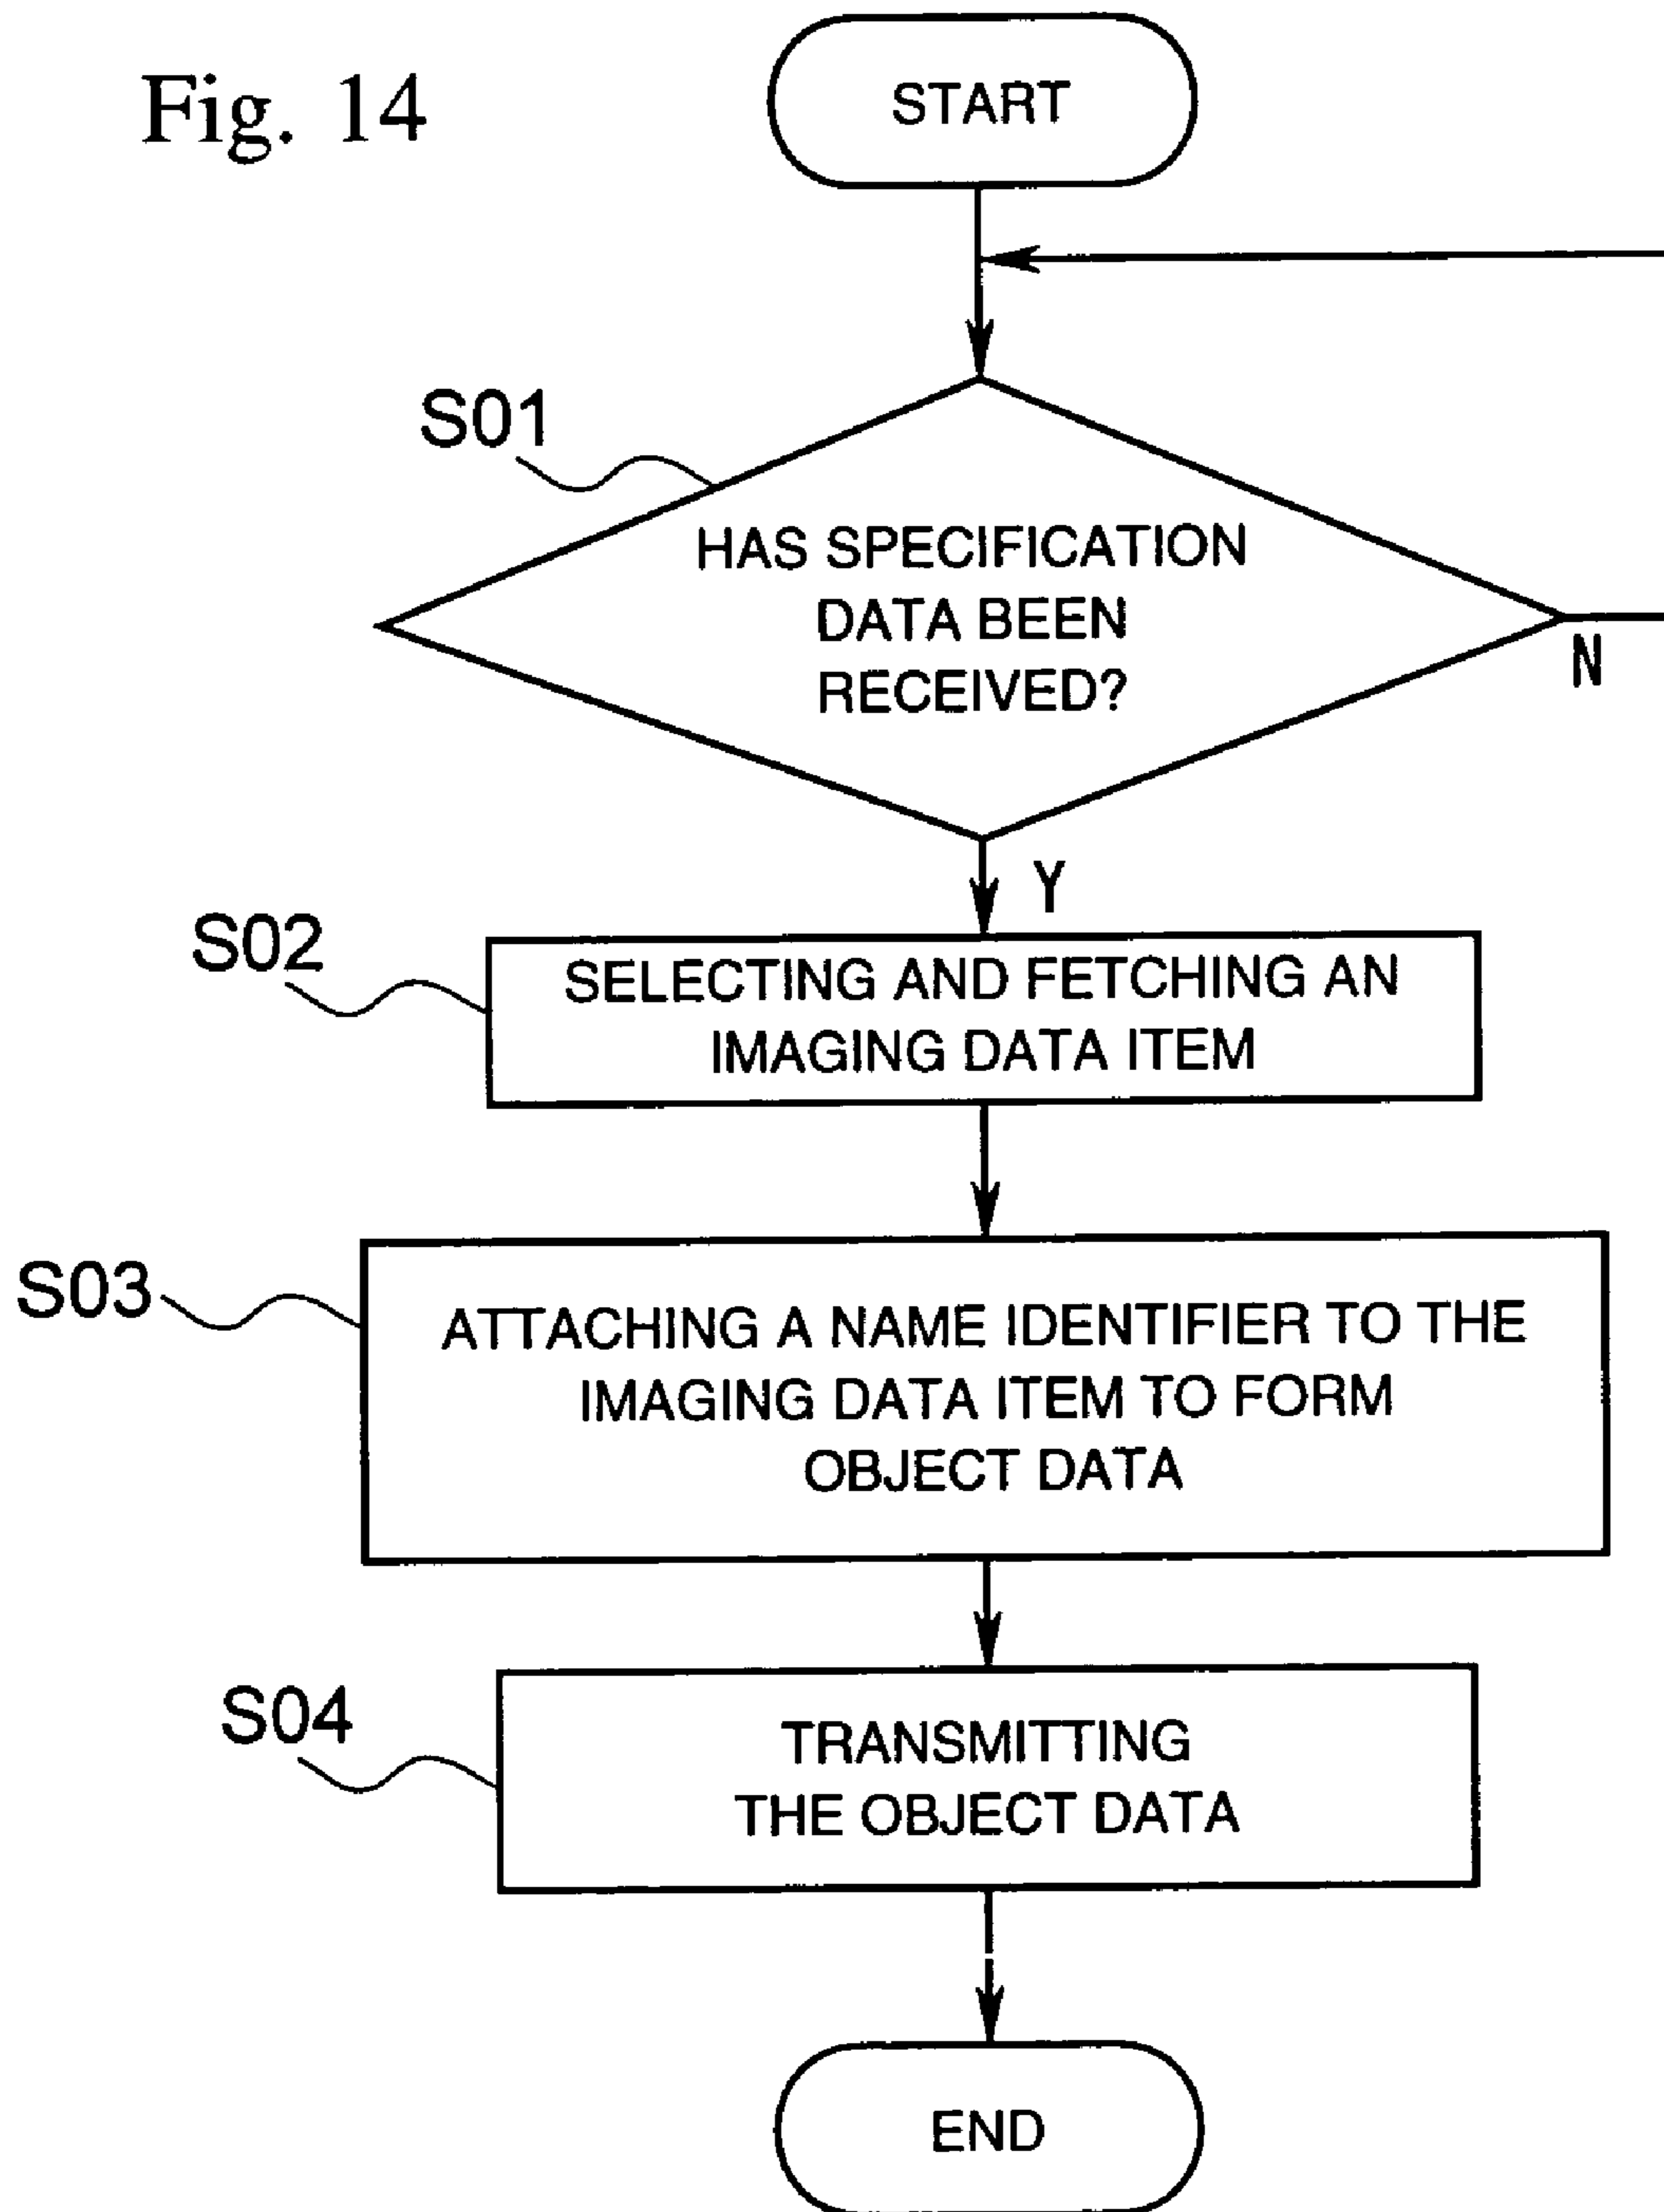 Fig. 14
START
S01
HAS SPECIFICATION
DATA BEEN
RECEIVED?
N
Y
S02
SELECTING AND FETCHING AN
IMAGING DATA ITEM
S03
ATTACHING A NAME IDENTIFIER TO THE
IMAGING DATA ITEM TO FORM
OBJECT DATA
S04
TRANSMITTING
THE OBJECT DATA
END